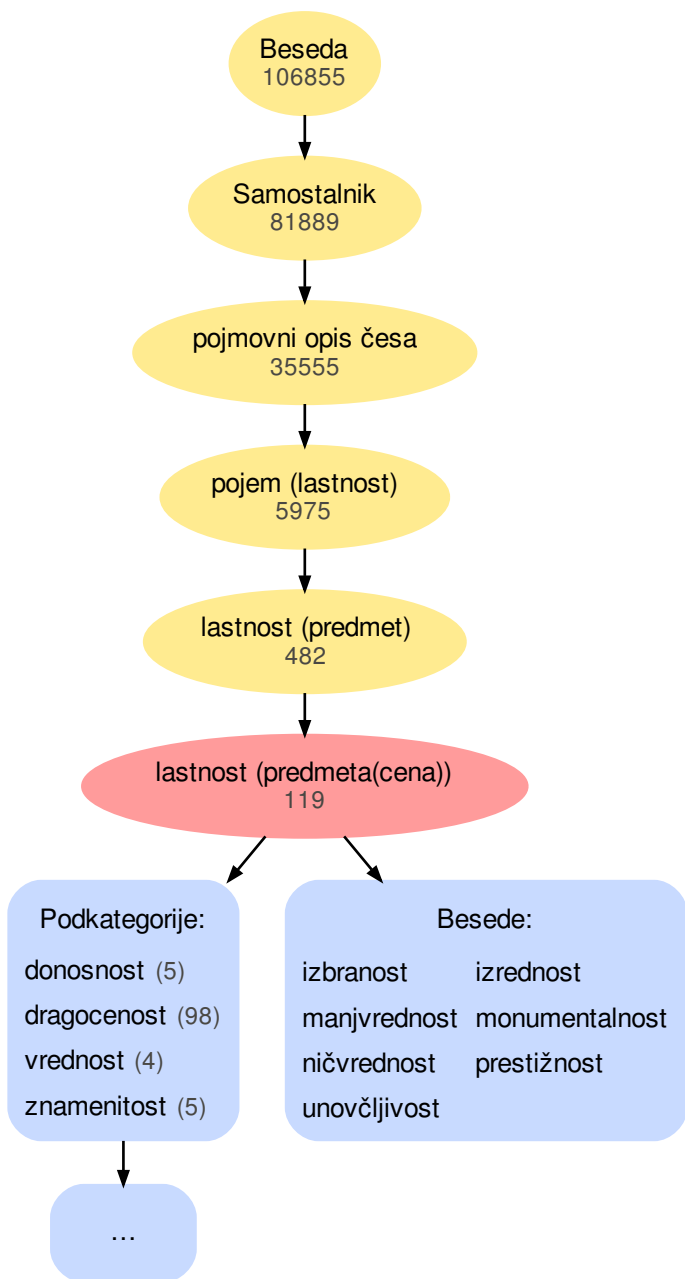 Beseda
106855
Samostalnik
81889
pojmovni opis česa
35555
pojem (lastnost)
5975
lastnost (predmet)
482
lastnost (predmeta(cena))
119
Podkategorije:
donosnost (5)
dragocenost (98)
vrednost (4)
znamenitost (5)
...
Besede:
izbranost izrednost
manjvrednost monumentalnost
ničvrednost prestižnost
unovčljivost